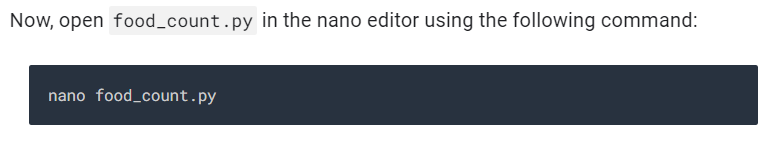 Now, open food_count.py in the nano editor using the following command:
nano food_count.py